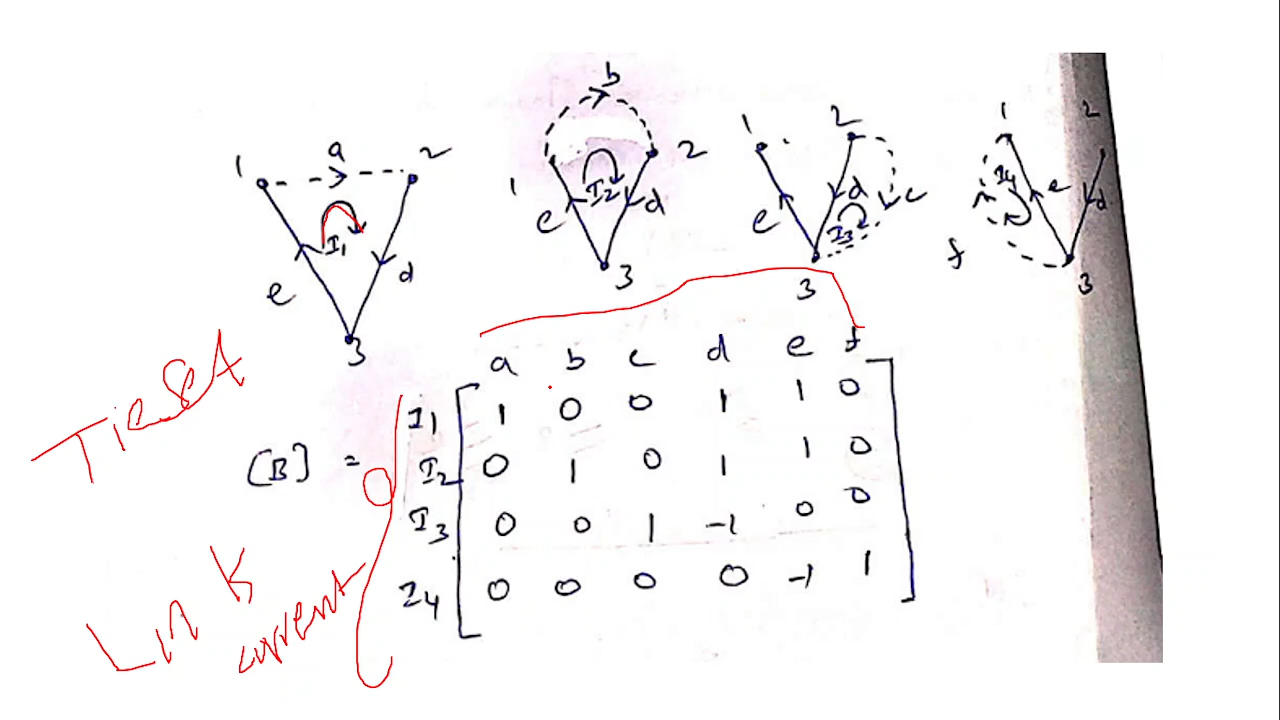 a
1 2
I1
e d
3
b
1 2
I2
e d
3
1 2
e d c
I3
3
1 2
I4 e d
f
3
Tieset
Link current
a b c d e f
[B] =
I1 1 0 0 1 1 0
I2 0 1 0 1 1 0
I3 0 0 1 -1 0 0
I4 0 0 0 0 -1 1